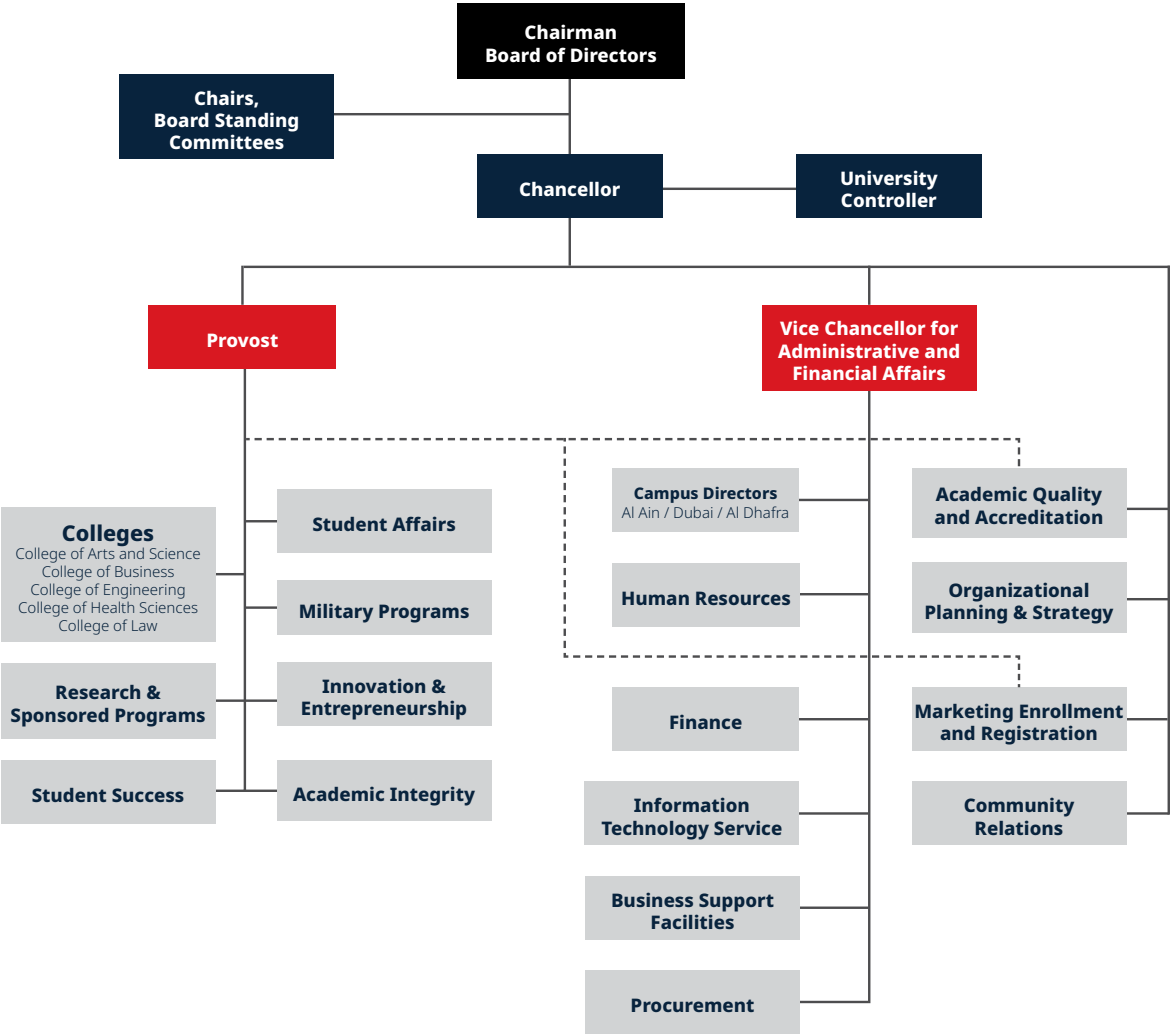 Chairman
Board of Directors
Chairs,
Board Standing
Committees
Chancellor
University
Controller
Provost
Vice Chancellor for
Administrative and
Financial Affairs
Colleges
College of Arts and Science
College of Business
College of Engineering
College of Health Sciences
College of Law
Research &
Sponsored Programs
Student Success
Student Affairs
Military Programs
Innovation &
Entrepreneurship
Academic Integrity
Campus Directors
Al Ain / Dubai / Al Dhafra
Human Resources
Finance
Information
Technology Service
Business Support
Facilities
Procurement
Academic Quality
and Accreditation
Organizational
Planning & Strategy
Marketing Enrollment
and Registration
Community
Relations